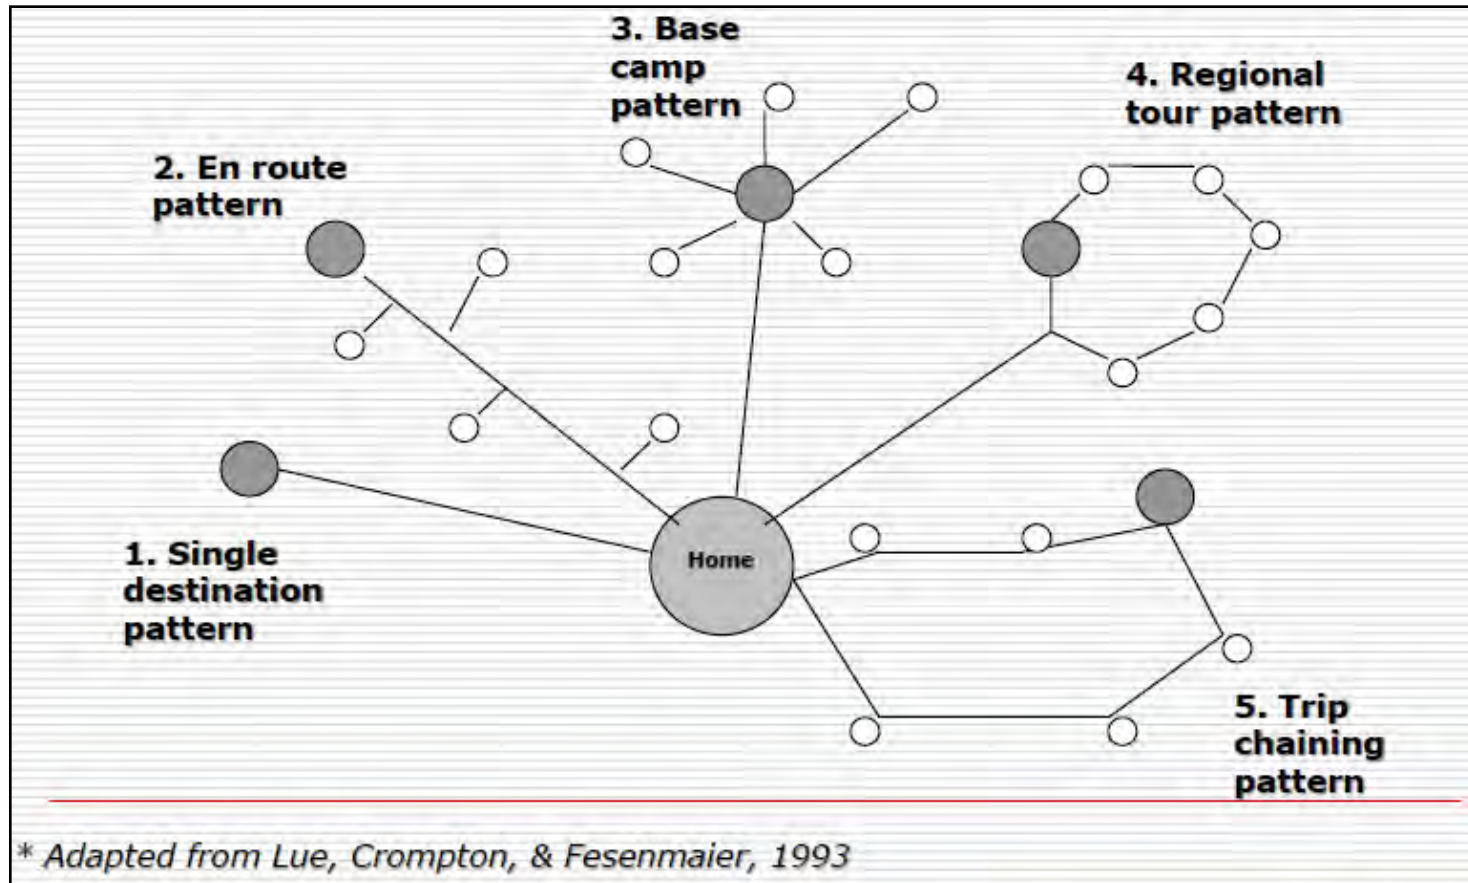 3. Base
camp
pattern
4. Regional
tour pattern
2. En route
pattern
1. Single
destination
pattern
Home
5. Trip
chaining
pattern
* Adapted from Lue, Crompton, & Fesenmaier, 1993